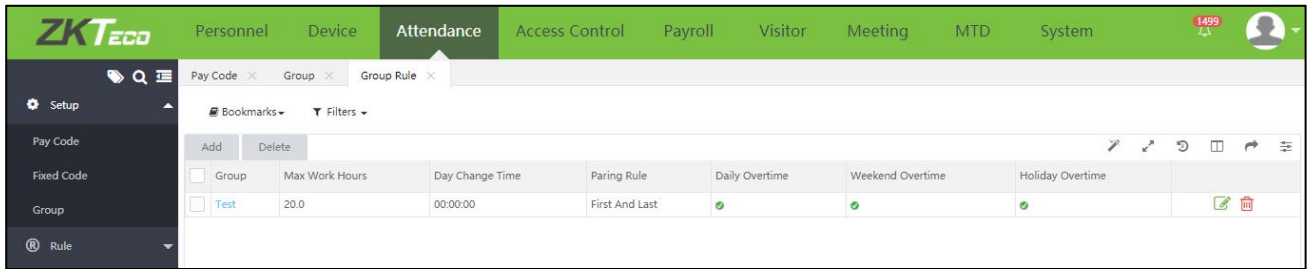 ZKTECO Personnel Device Attendance Access Control Payroll Visitor Meeting MTD System 1499
Pay Code Group Group Rule
Setup
Bookmarks Filters
Pay Code
Add Delete
Fixed Code
Group Max Work Hours Day Change Time Paring Rule Daily Overtime Weekend Overtime Holiday Overtime
Group
Test 20.0 00:00:00 First And Last
® Rule